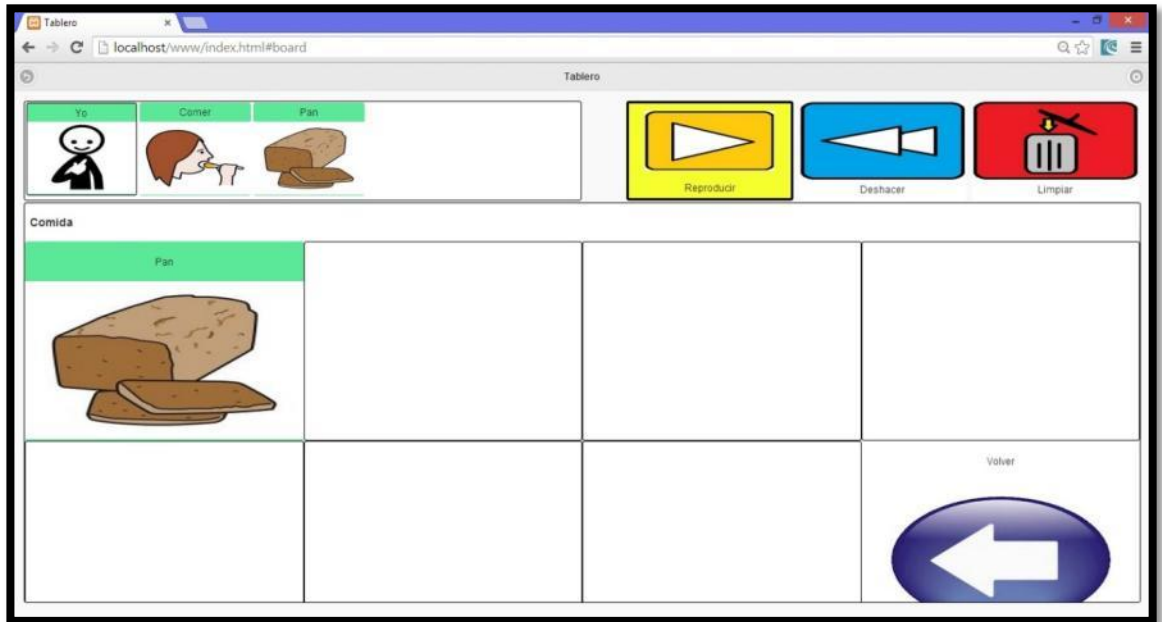 Tablero
localhost/www/index.html#board
Tablero
Yo
Comer
Pan
Reproducir
Deshacer
Limpiar
Comida
Pan
Volver